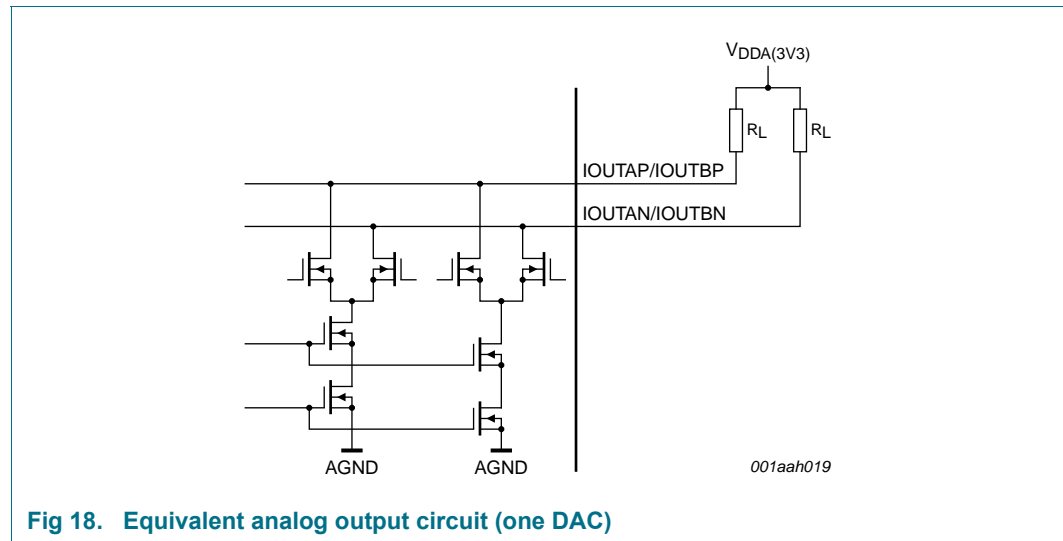 VDDA(3V3)
RL
RL
IOUTAP/IOUTBP
IOUTAN/IOUTBN
AGND
AGND
001aah019
Fig 18. Equivalent analog output circuit (one DAC)